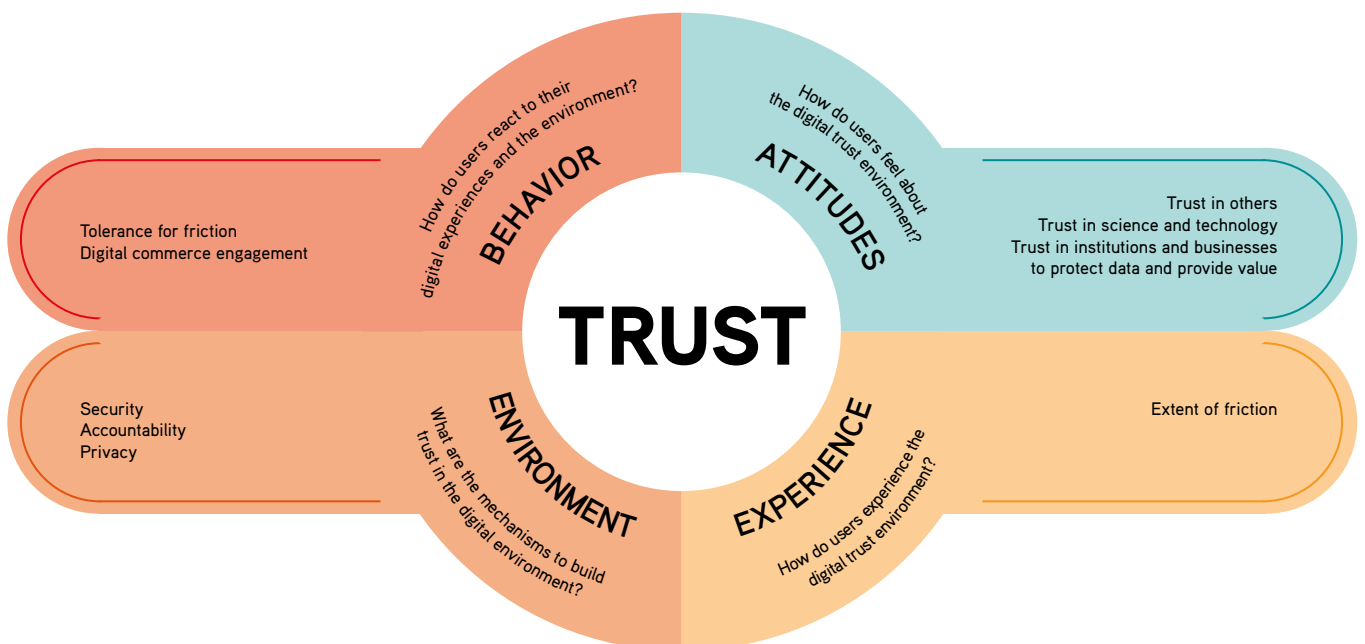 How do users react to their
digital experiences and the environment?
BEHAVIOR
Tolerance for friction
Digital commerce engagement
How do users feel about
the digital trust environment?
ATTITUDES
Trust in others
Trust in science and technology
Trust in institutions and businesses
to protect data and provide value
TRUST
Security
Accountability
Privacy
ENVIRONMENT
What are the mechanisms to build
trust in the digital environment?
EXPERIENCE
How do users experience the
digital trust environment?
Extent of friction